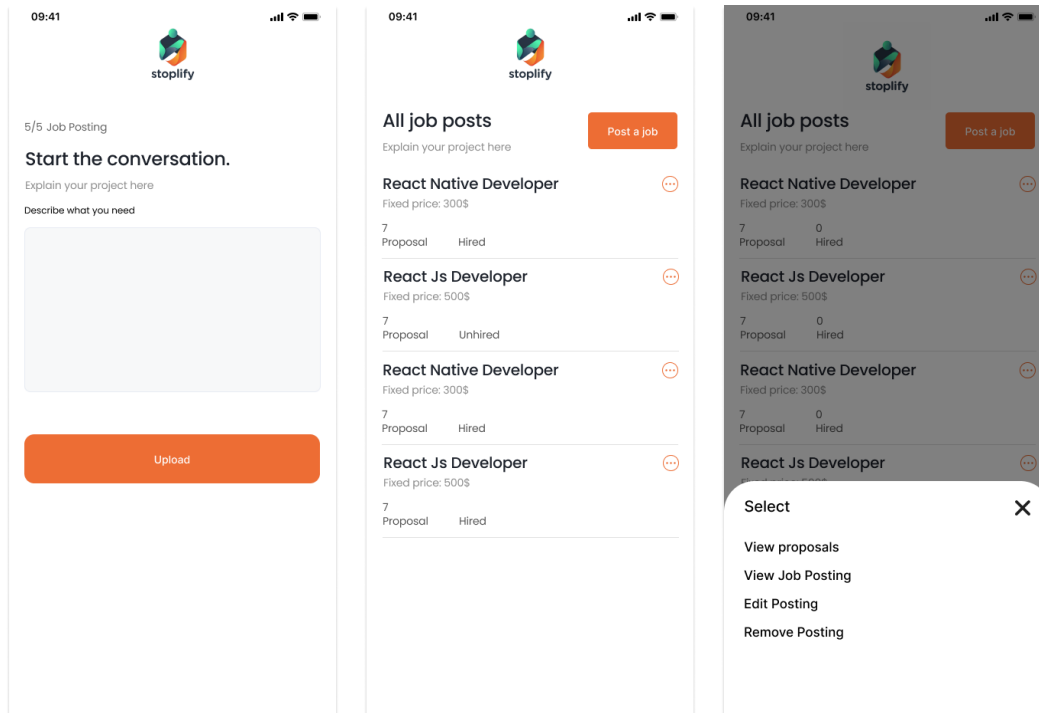 09:41
stoplify
5/5 Job Posting
Start the conversation.
Explain your project here
Describe what you need
Upload
09:41
stoplify
All job posts
Post a job
Explain your project here
React Native Developer
Fixed price: 300$
7
Proposal Hired
React Js Developer
Fixed price: 500$
7
Proposal Unhired
React Native Developer
Fixed price: 300$
7
Proposal Hired
React Js Developer
Fixed price: 500$
7
Proposal Hired
09:41
stoplify
All job posts
Post a job
Explain your project here
React Native Developer
Fixed price: 300$
7 0
Proposal Hired
React Js Developer
Fixed price: 500$
7 0
Proposal Hired
React Native Developer
Fixed price: 300$
7 0
Proposal Hired
React Js Developer
Select
View proposals
View Job Posting
Edit Posting
Remove Posting